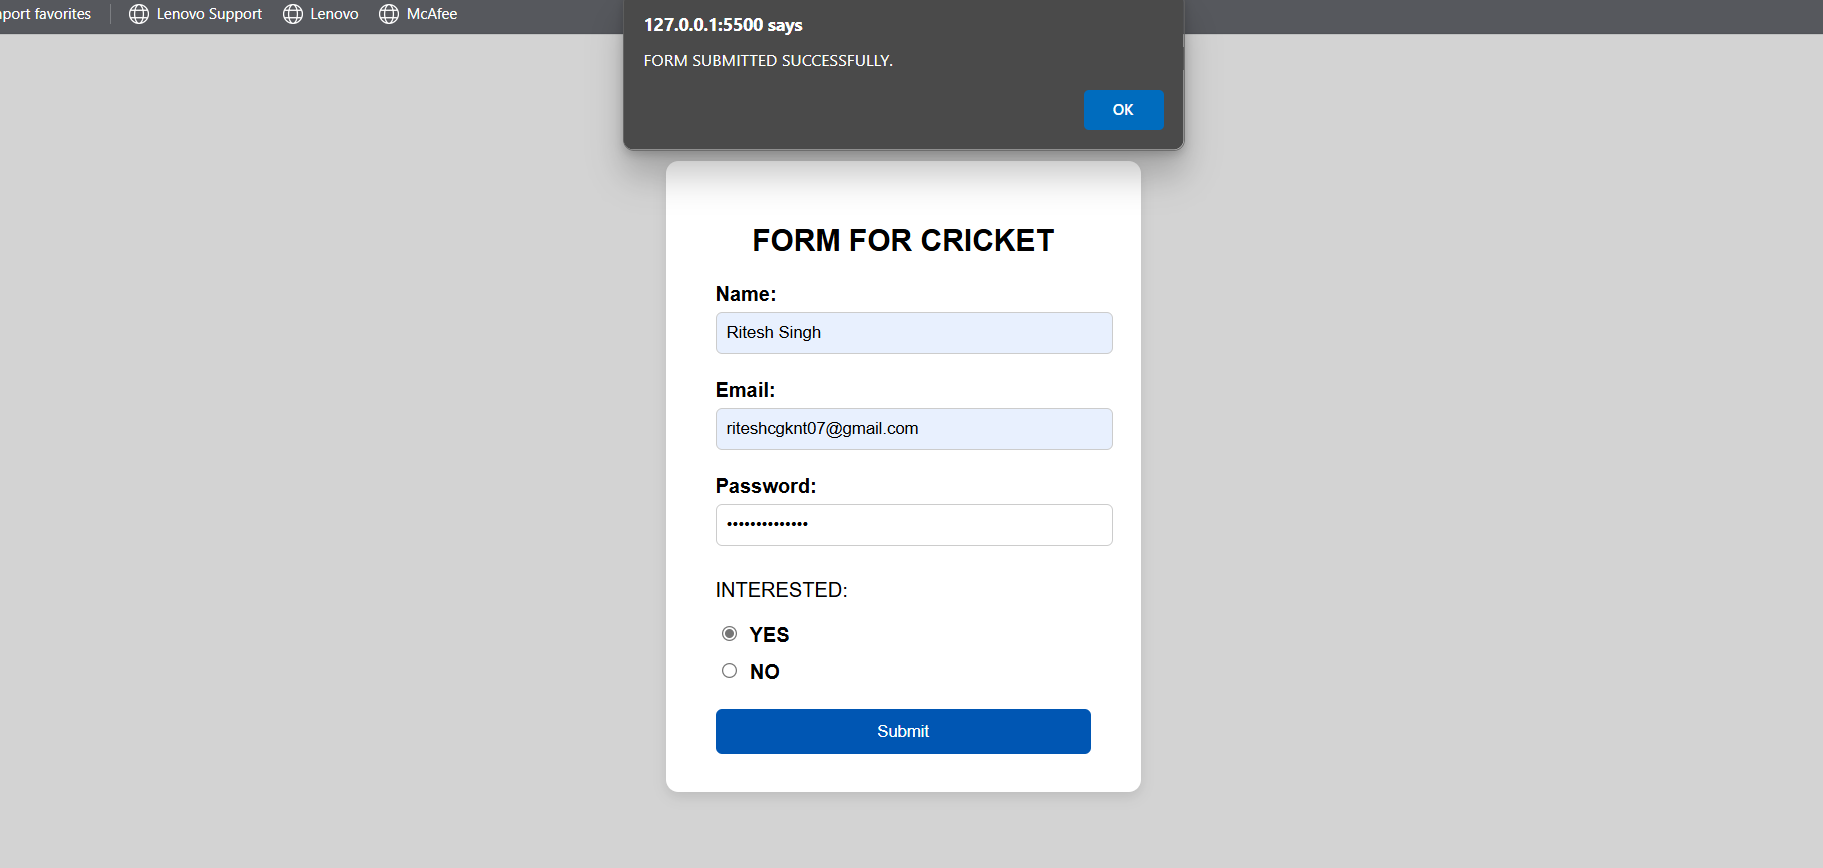 port favorites Lenovo Support Lenovo McAfee
127.0.0.1:5500 says
FORM SUBMITTED SUCCESSFULLY.
OK
FORM FOR CRICKET
Name:
Ritesh Singh
Email:
riteshcgknt07@gmail.com
Password:
••••••••••••••
INTERESTED:
YES
NO
Submit